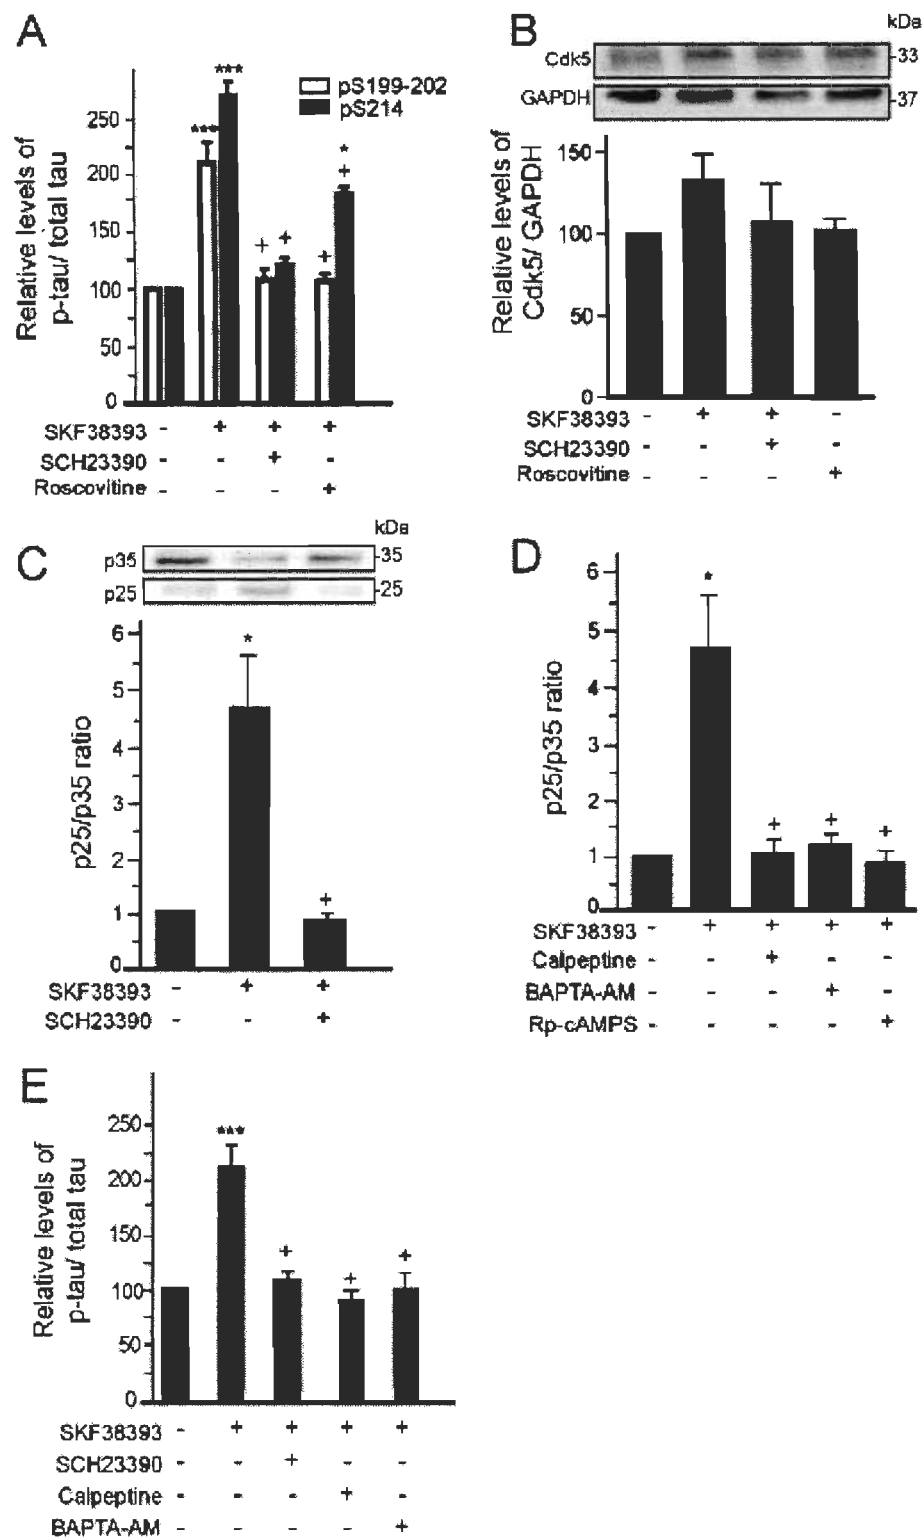 A
Relative levels of
p-tau/ total tau
250
200
150
100
50
0
***
***
+
+
+
*
+
pS199-202
pS214
SKF38393 - + + +
SCH23390 - - + -
Roscovitine - - - +
B
kDa
Cdk5 -33
GAPDH -37
Relative levels of
Cdk5/ GAPDH
150
100
50
0
SKF38393 - + + -
SCH23390 - - + -
Roscovitine - - - +
C
kDa
p35 -35
p25 -25
p25/p35 ratio
6
5
4
3
2
1
0
*
+
SKF38393 - + +
SCH23390 - - +
D
p25/p35 ratio
6
5
4
3
2
1
0
*
+
+
+
SKF38393 - + + + +
Calpeptine - - + - -
BAPTA-AM - - - + -
Rp-cAMPS - - - - +
E
Relative levels of
p-tau/ total tau
250
200
150
100
50
0
***
+
+
+
SKF38393 - + + + +
SCH23390 - - + - -
Calpeptine - - - + -
BAPTA-AM - - - - +